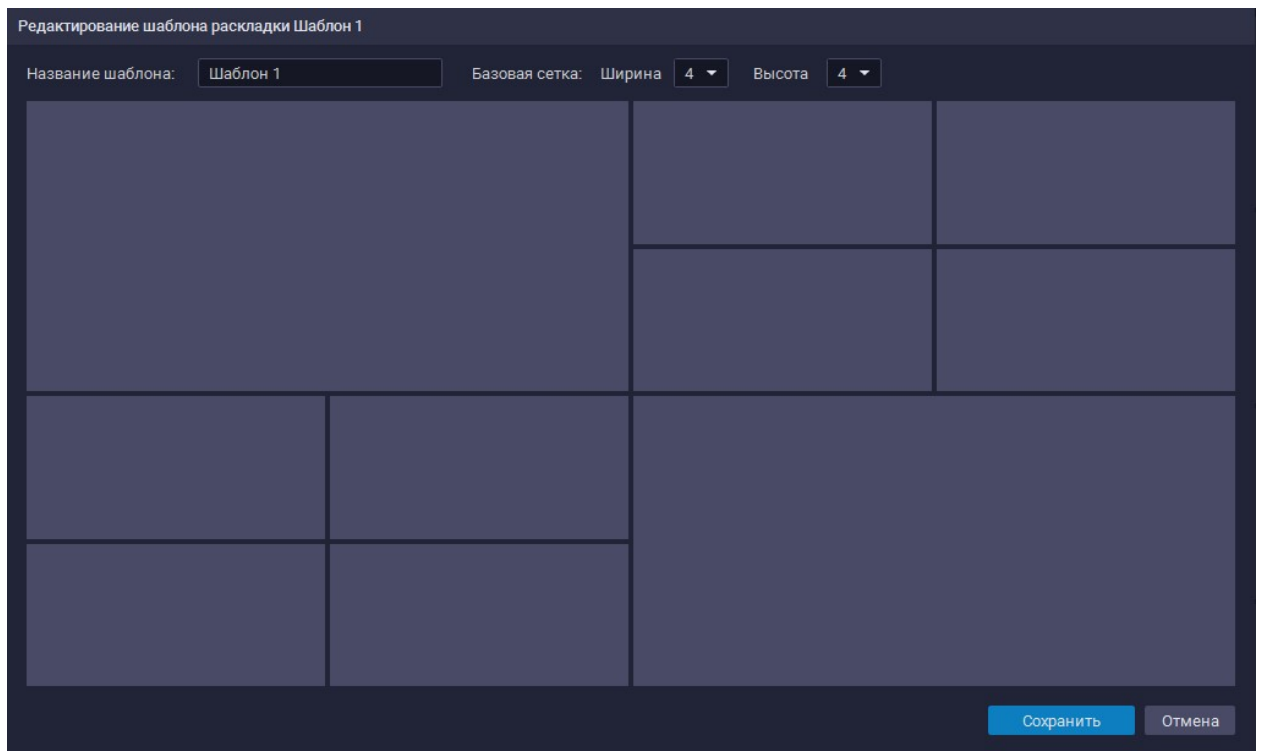 Редактирование шаблона раскладки Шаблон 1
Название шаблона: Шаблон 1 Базовая сетка: Ширина 4 Высота 4
Сохранить Отмена